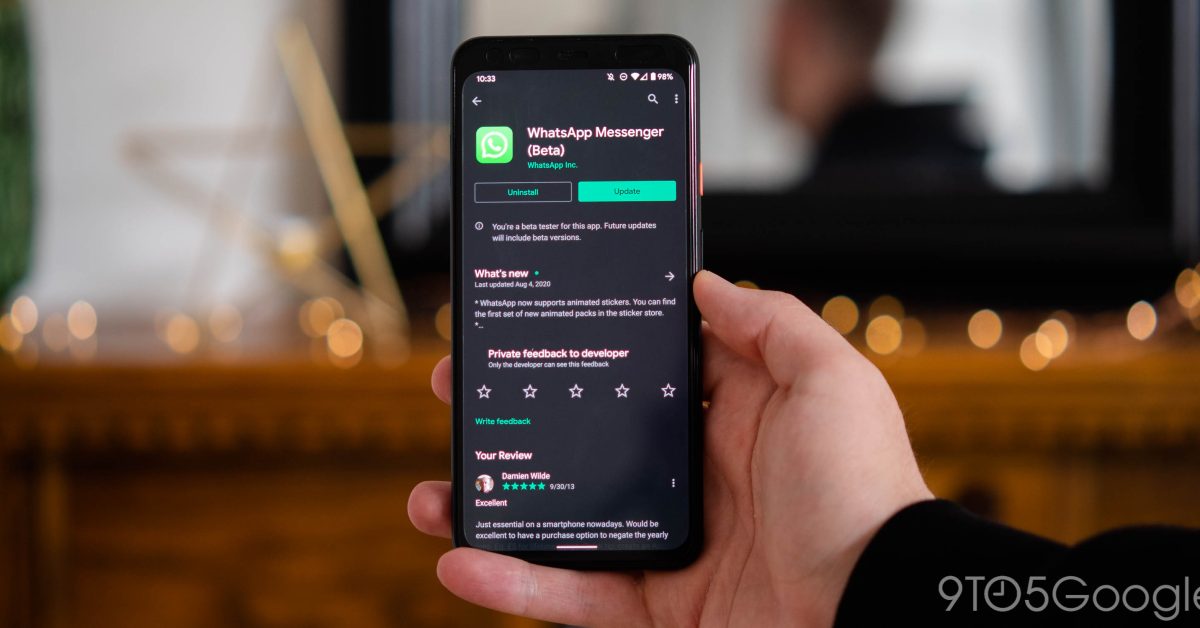 10:33
98%
WhatsApp Messenger
(Beta)
WhatsApp Inc.
Uninstall
Update
You're a beta tester for this app. Future updates
will include beta versions.
What's new
Last updated Aug 4, 2020
* WhatsApp now supports animated stickers. You can find
the first set of new animated packs in the sticker store.
*...
Private feedback to developer
Only the developer can see this feedback
Write feedback
Your Review
Damien Wilde
9/30/13
Excellent
Just essential on a smartphone nowadays. Would be
excellent to have a purchase option to negate the yearly
9TO5Google